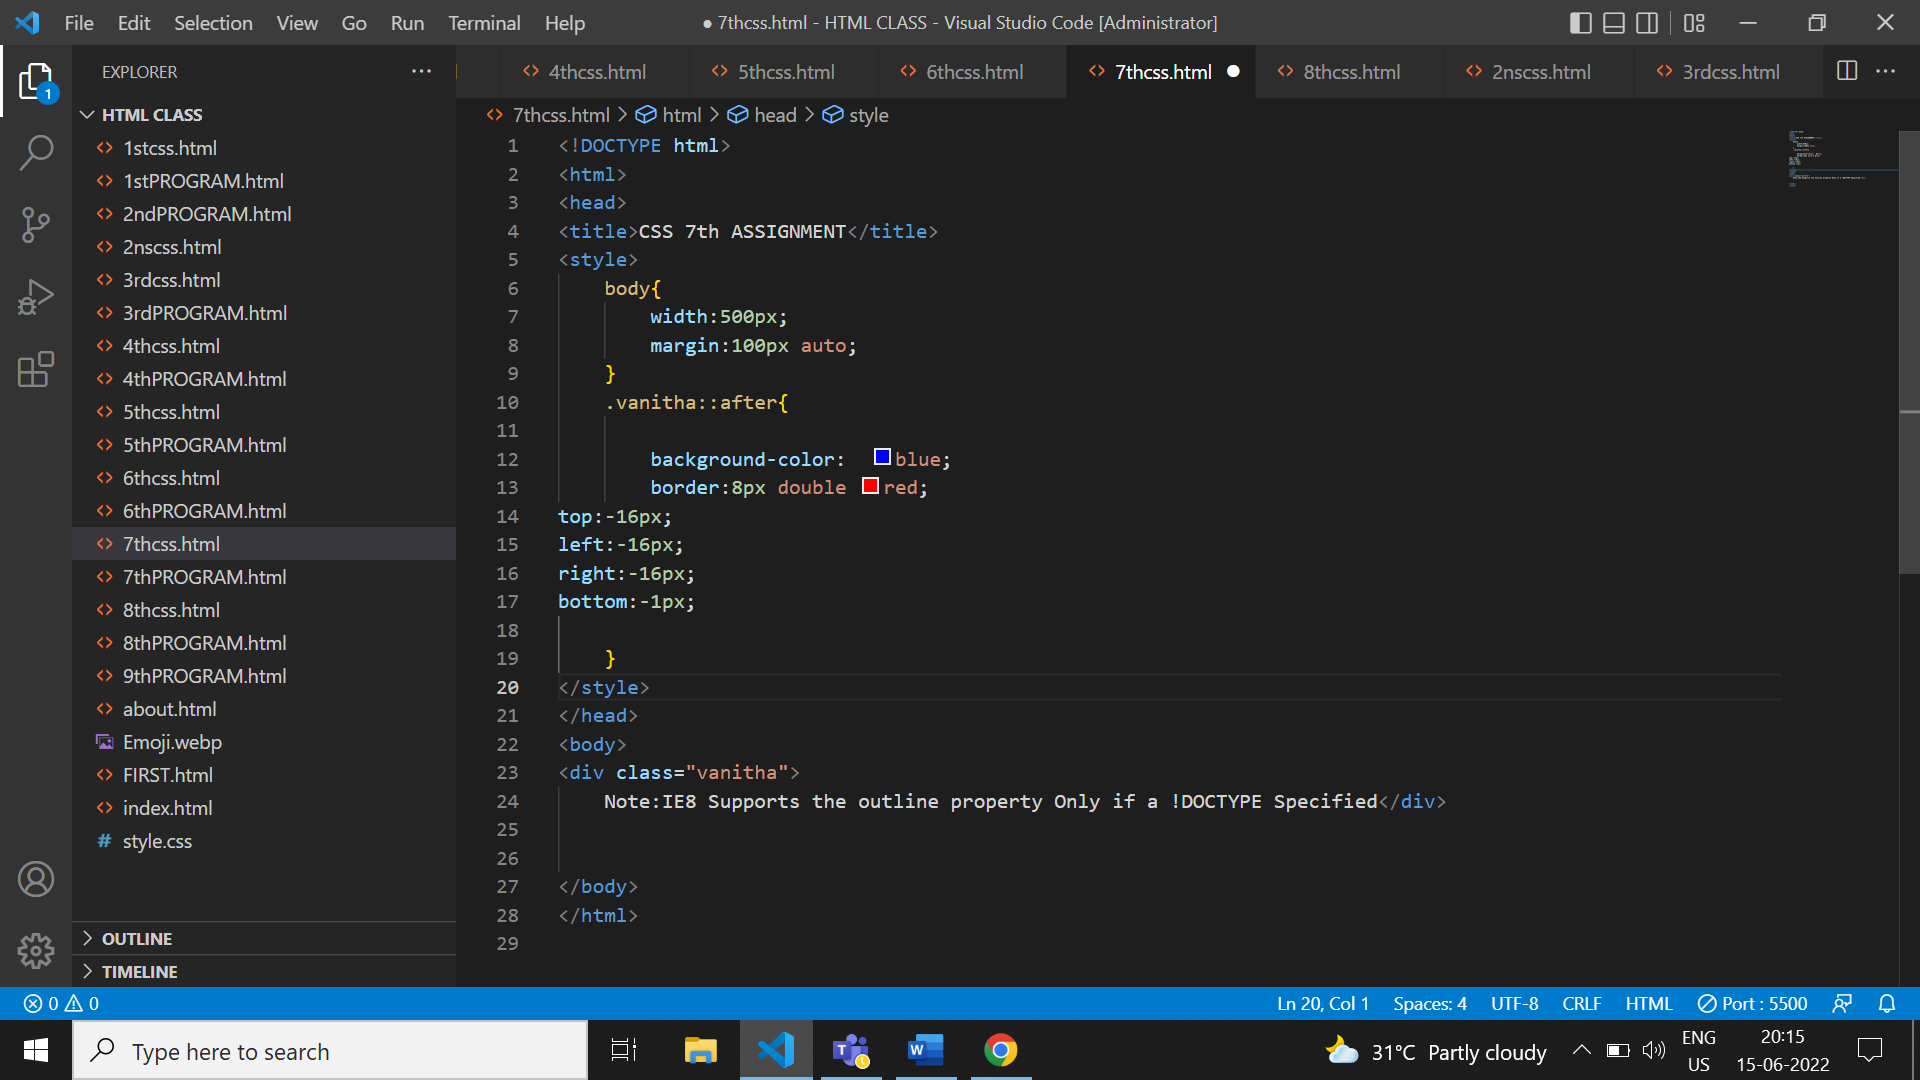 File Edit Selection View Go Run Terminal Help
● 7thcss.html - HTML CLASS - Visual Studio Code [Administrator]
EXPLORER
4thcss.html
5thcss.html
6thcss.html
7thcss.html
8thcss.html
2nscss.html
3rdcss.html
1
HTML CLASS
1stcss.html
1stPROGRAM.html
2ndPROGRAM.html
2nscss.html
3rdcss.html
3rdPROGRAM.html
4thcss.html
4thPROGRAM.html
5thcss.html
5thPROGRAM.html
6thcss.html
6thPROGRAM.html
7thcss.html
7thPROGRAM.html
8thcss.html
8thPROGRAM.html
9thPROGRAM.html
about.html
Emoji.webp
FIRST.html
index.html
# style.css
OUTLINE
TIMELINE
7thcss.html > html > head > style
1 <!DOCTYPE html>
2 <html>
3 <head>
4 <title>CSS 7th ASSIGNMENT</title>
5 <style>
6 body{
7 width:500px;
8 margin:100px auto;
9 }
10 .vanitha::after{
11
12 background-color: blue;
13 border:8px double red;
14 top:-16px;
15 left:-16px;
16 right:-16px;
17 bottom:-1px;
18
19 }
20 </style>
21 </head>
22 <body>
23 <div class="vanitha">
24 Note:IE8 Supports the outline property Only if a !DOCTYPE Specified</div>
25
26
27 </body>
28 </html>
29
0 0
Ln 20, Col 1 Spaces: 4 UTF-8 CRLF HTML Port : 5500
Type here to search
31°C Partly cloudy
ENG
US
20:15
15-06-2022